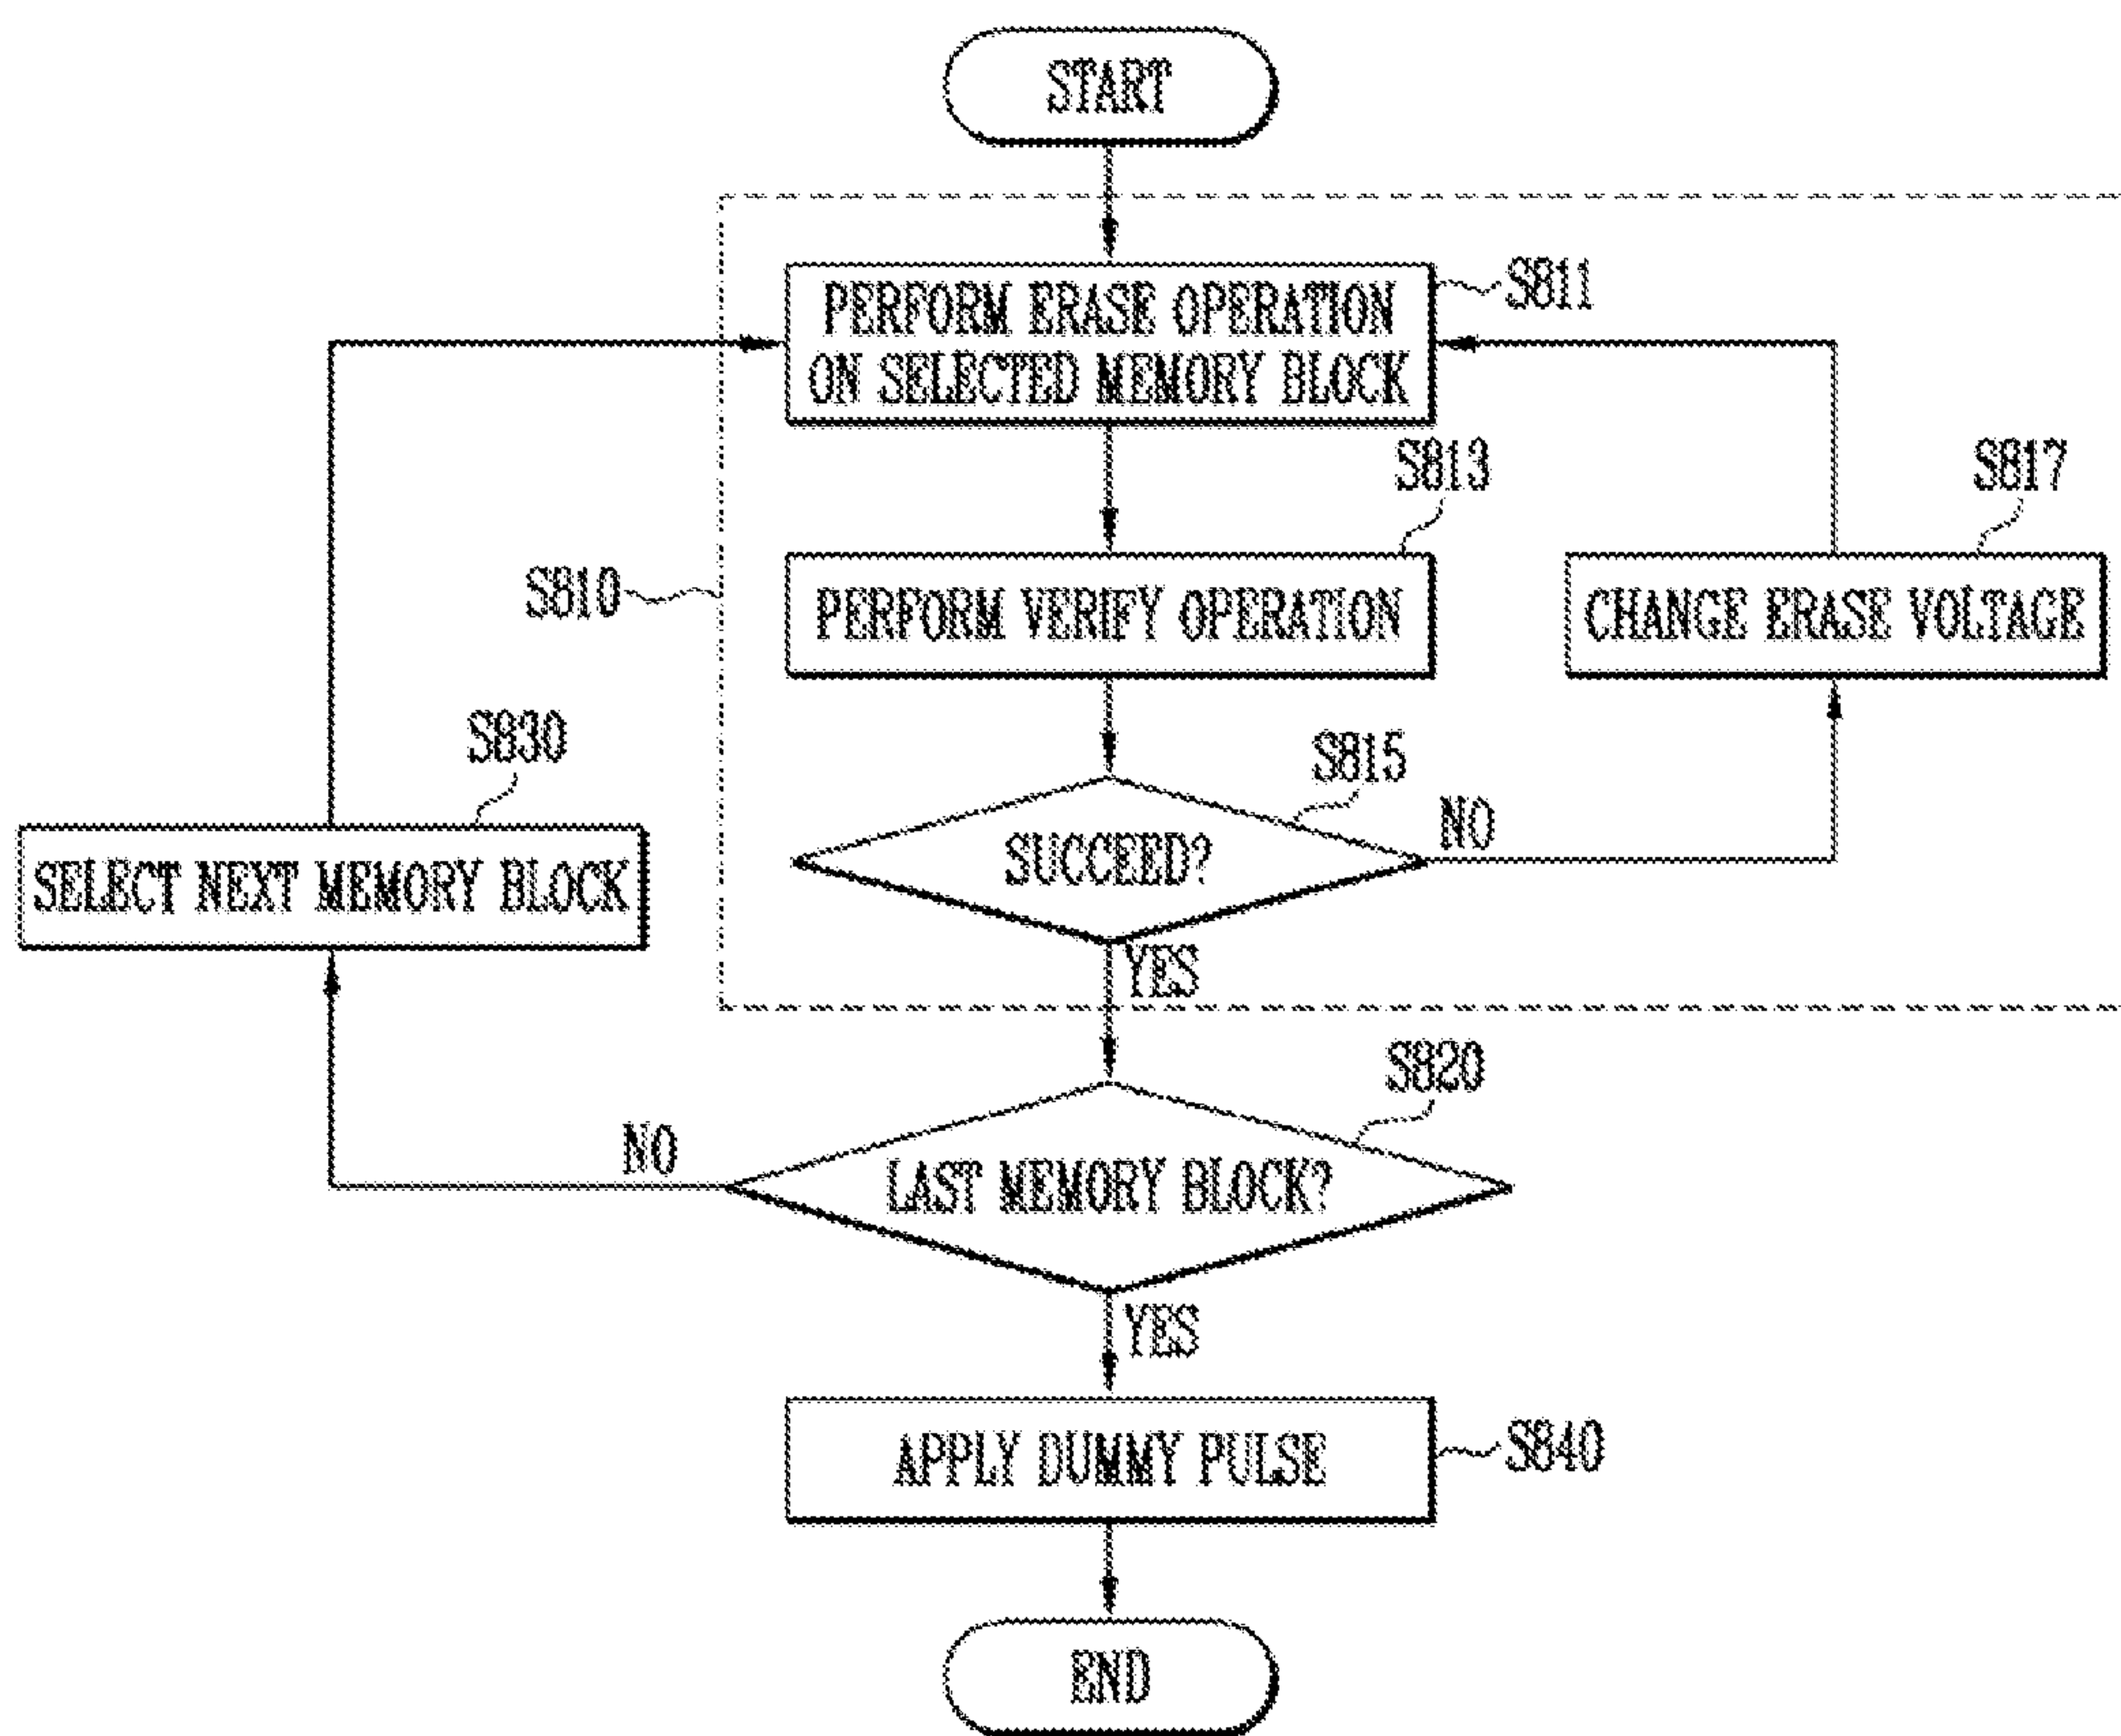 START
PERFORM ERASE OPERATION
ON SELECTED MEMORY BLOCK
S811
S813
S817
S810
PERFORM VERIFY OPERATION
CHANGE ERASE VOLTAGE
S830
S815
SELECT NEXT MEMORY BLOCK
SUCCEED?
NO
YES
S820
NO
LAST MEMORY BLOCK?
YES
APPLY DUMMY PULSE
S840
END